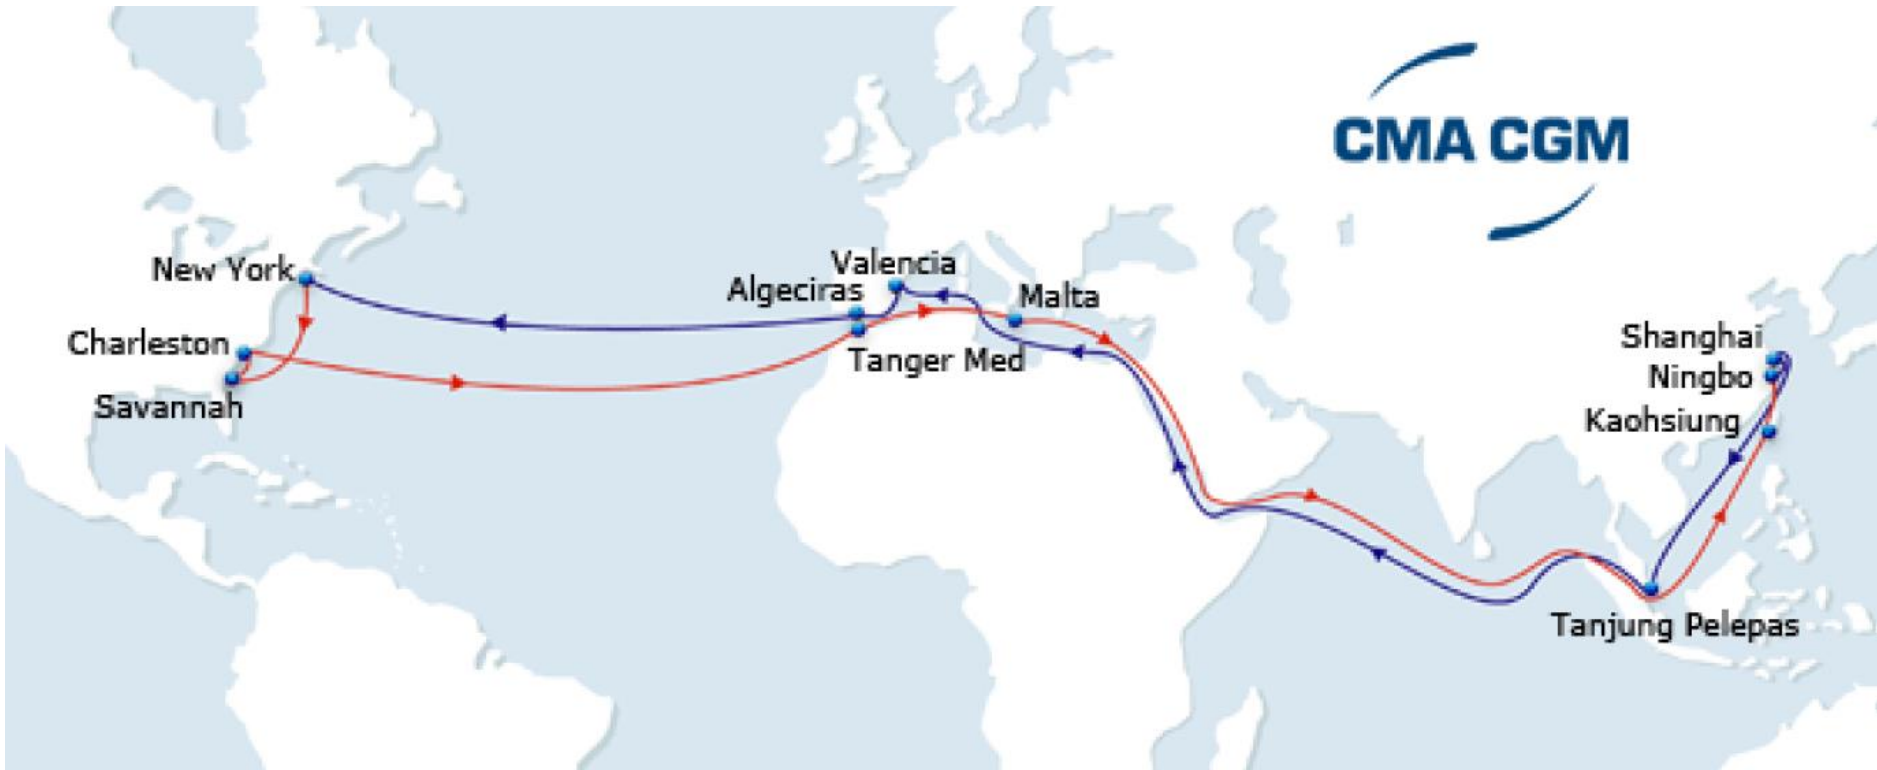 CMA CGM
New York
Valencia
Algeciras
Malta
Charleston
Tanger Med
Savannah
Shanghai
Ningbo
Kaohsiung
Tanjung Pelepas